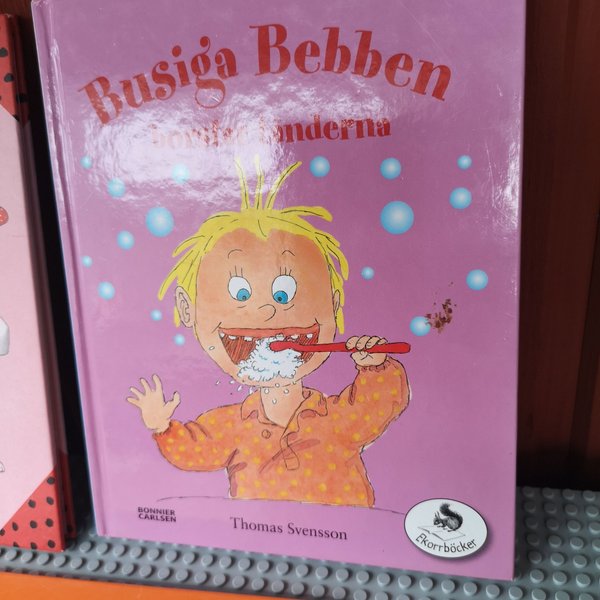 Busiga Bebben
borstar tänderna
BONNIER
CARLSEN
Thomas Svensson
Ekorrböcker